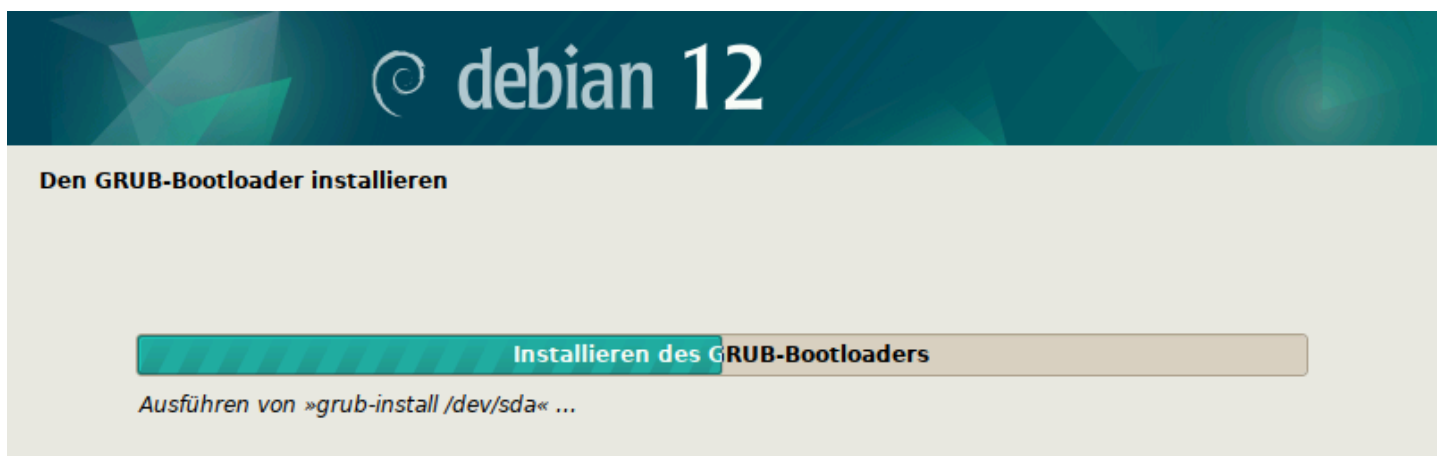 debian 12
Den GRUB-Bootloader installieren
Installieren des GRUB-Bootloaders
Ausführen von »grub-install /dev/sda« ...